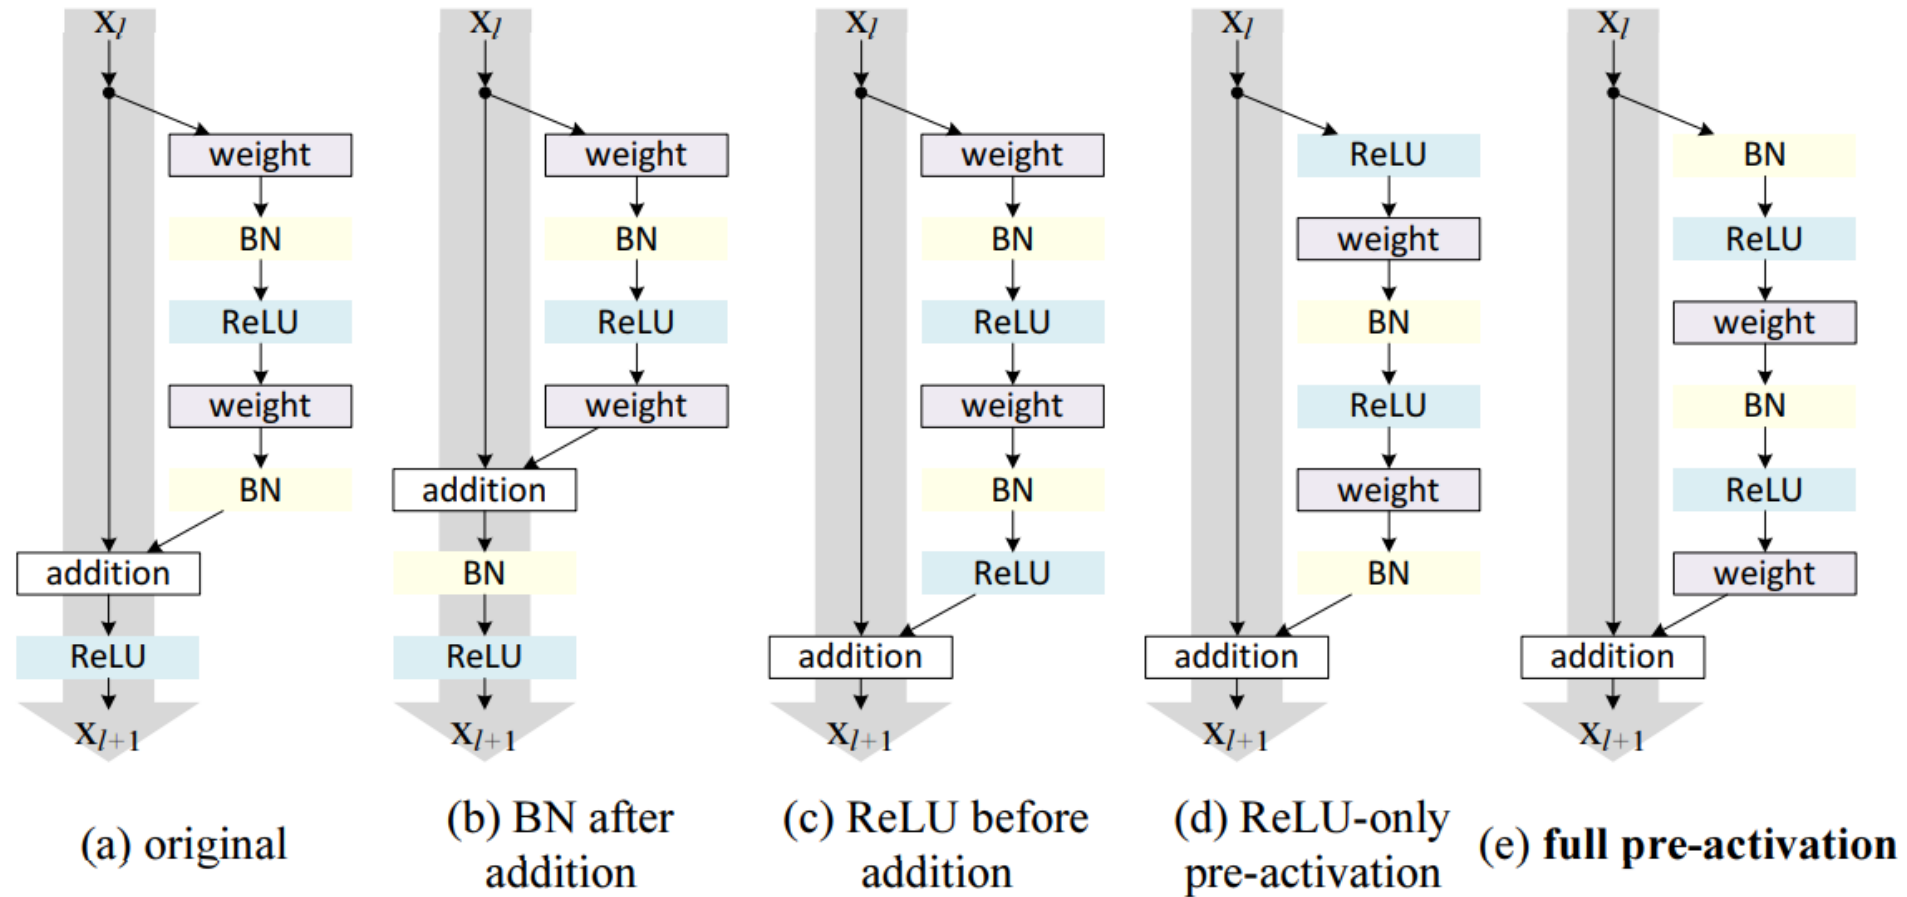 x_l
weight
BN
ReLU
weight
BN
addition
ReLU
x_{l+1}
(a) original
x_l
weight
BN
ReLU
weight
addition
BN
ReLU
x_{l+1}
(b) BN after
addition
x_l
weight
BN
ReLU
weight
BN
ReLU
addition
x_{l+1}
(c) ReLU before
addition
x_l
ReLU
weight
BN
ReLU
weight
BN
addition
x_{l+1}
(d) ReLU-only
pre-activation
x_l
BN
ReLU
weight
BN
ReLU
weight
addition
x_{l+1}
(e) full pre-activation